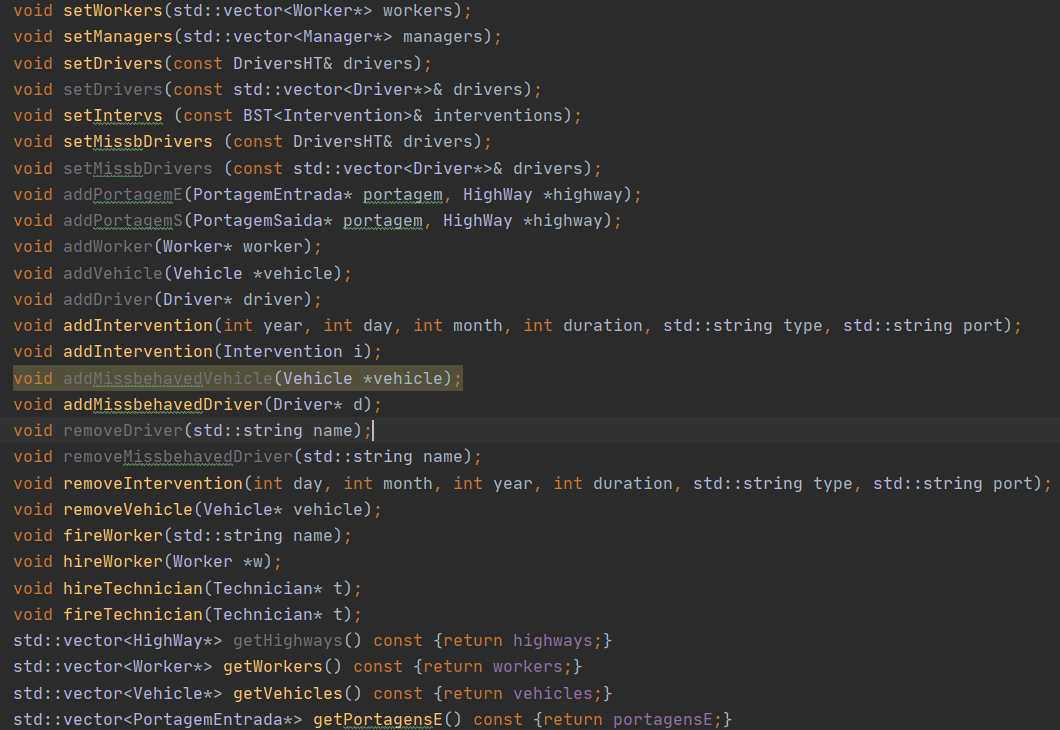 void setWorkers(std::vector<Worker*> workers);
void setManagers(std::vector<Manager*> managers);
void setDrivers(const DriversHT& drivers);
void setDrivers(const std::vector<Driver*>& drivers);
void setIntervs (const BST<Intervention>& interventions);
void setMissbDrivers (const DriversHT& drivers);
void setMissbDrivers (const std::vector<Driver*>& drivers);
void addPortagemE(PortagemEntrada* portagem, HighWay *highway);
void addPortagemS(PortagemSaida* portagem, HighWay *highway);
void addWorker(Worker* worker);
void addVehicle(Vehicle *vehicle);
void addDriver(Driver* driver);
void addIntervention(int year, int day, int month, int duration, std::string type, std::string port);
void addIntervention(Intervention i);
void addMissbehavedVehicle(Vehicle *vehicle);
void addMissbehavedDriver(Driver* d);
void removeDriver(std::string name);
void removeMissbehavedDriver(std::string name);
void removeIntervention(int day, int month, int year, int duration, std::string type, std::string port);
void removeVehicle(Vehicle* vehicle);
void fireWorker(std::string name);
void hireWorker(Worker *w);
void hireTechnician(Technician* t);
void fireTechnician(Technician* t);
std::vector<HighWay*> getHighways() const {return highways;}
std::vector<Worker*> getWorkers() const {return workers;}
std::vector<Vehicle*> getVehicles() const {return vehicles;}
std::vector<PortagemEntrada*> getPortagensE() const {return portagensE;}